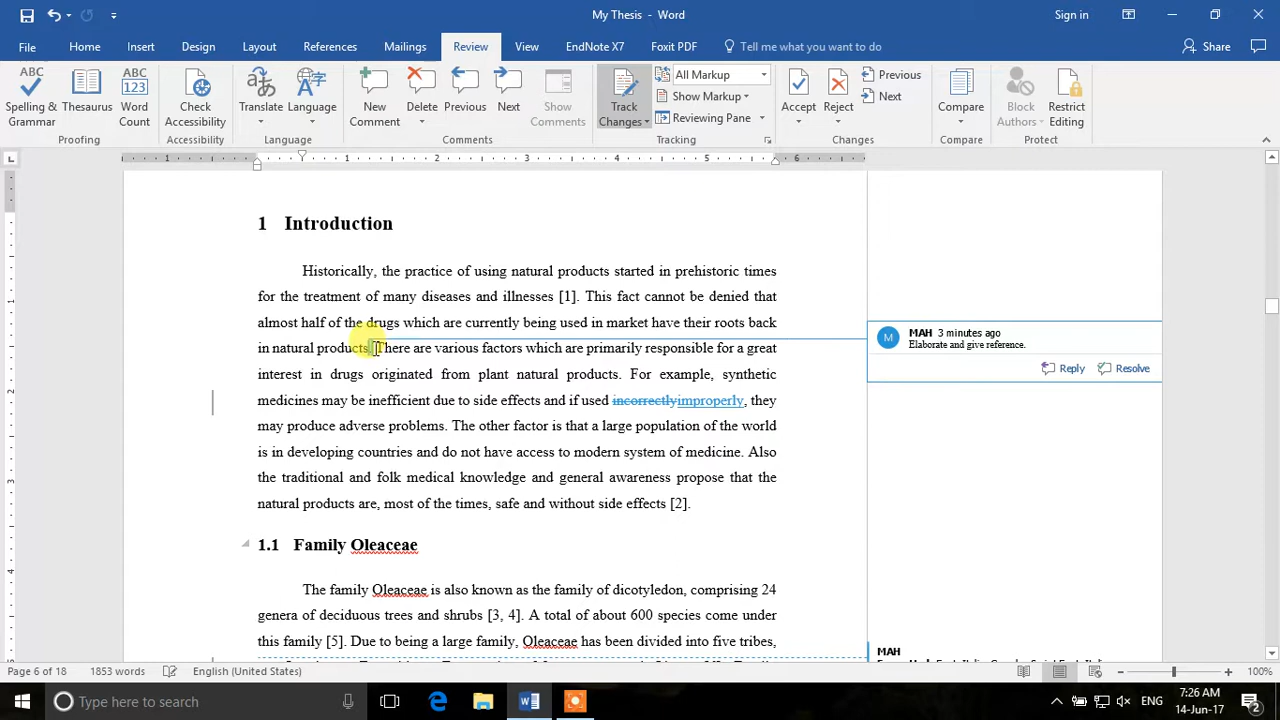 My Thesis - Word
Sign in
File
Home
Insert
Design
Layout
References
Mailings
Review
View
EndNote X7
Foxit PDF
Tell me what you want to do
Share
ABC
Spelling &
Grammar
Thesaurus
ABC
123
Word
Count
Proofing
Check
Accessibility
Accessibility
Translate
Language
Language
New
Comment
Delete
Previous
Next
Show
Comments
Comments
Track
Changes
All Markup
Show Markup
Reviewing Pane
Tracking
Accept
Reject
Previous
Next
Changes
Compare
Compare
Block
Authors
Restrict
Editing
Protect
1 1 2 3 4 5 6
1 Introduction
Historically, the practice of using natural products started in prehistoric times
for the treatment of many diseases and illnesses [1]. This fact cannot be denied that
almost half of the drugs which are currently being used in market have their roots back
in natural products. There are various factors which are primarily responsible for a great
interest in drugs originated from plant natural products. For example, synthetic
medicines may be inefficient due to side effects and if used incorrectlyimproperly, they
may produce adverse problems. The other factor is that a large population of the world
is in developing countries and do not have access to modern system of medicine. Also
the traditional and folk medical knowledge and general awareness propose that the
natural products are, most of the times, safe and without side effects [2].
1.1 Family Oleaceae
The family Oleaceae is also known as the family of dicotyledon, comprising 24
genera of deciduous trees and shrubs [3, 4]. A total of about 600 species come under
this family [5]. Due to being a large family, Oleaceae has been divided into five tribes,
M
MAH 3 minutes ago
Elaborate and give reference.
Reply
Resolve
MAH
Page 6 of 18
1853 words
English (United States)
100%
Type here to search
ENG
7:26 AM
14-Jun-17
2